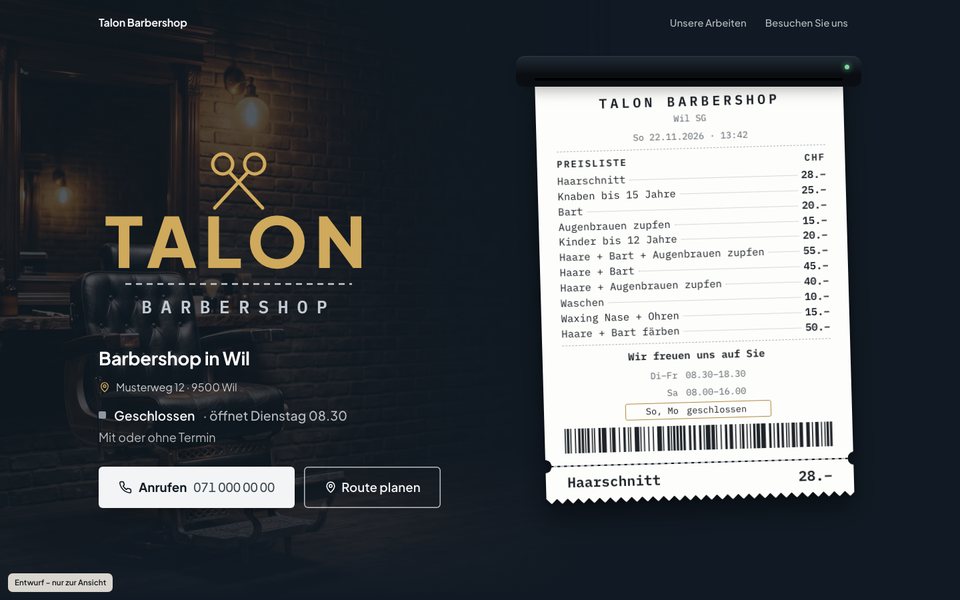 Talon Barbershop
Unsere Arbeiten
Besuchen Sie uns
TALON
BARBERSHOP
Barbershop in Wil
Musterweg 12 · 9500 Wil
Geschlossen · öffnet Dienstag 08.30
Mit oder ohne Termin
Anrufen 071 000 00 00
Route planen
TALON BARBERSHOP
Wil SG
So 22.11.2026 · 13:42
PREISLISTE CHF
Haarschnitt 28.–
Knaben bis 15 Jahre 25.–
Bart 20.–
Augenbrauen zupfen 15.–
Kinder bis 12 Jahre 20.–
Haare + Bart + Augenbrauen zupfen 55.–
Haare + Bart 45.–
Haare + Augenbrauen zupfen 40.–
Waschen 10.–
Waxing Nase + Ohren 15.–
Haare + Bart färben 50.–
Wir freuen uns auf Sie
Di–Fr 08.30–18.30
Sa 08.00–16.00
So, Mo geschlossen
Haarschnitt 28.–
Entwurf – nur zur Ansicht